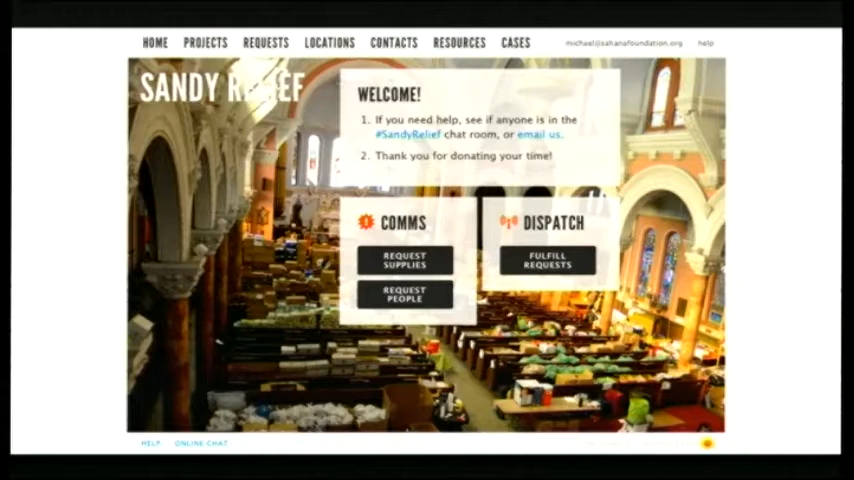 HOME PROJECTS REQUESTS LOCATIONS CONTACTS RESOURCES CASES michael@sahanafoundation.org help
SANDY RELIEF
WELCOME!
1. If you need help, see if anyone is in the
#SandyRelief chat room, or email us.
2. Thank you for donating your time!
COMMS
REQUEST
SUPPLIES
REQUEST
PEOPLE
DISPATCH
FULFILL
REQUESTS
HELP ONLINE CHAT